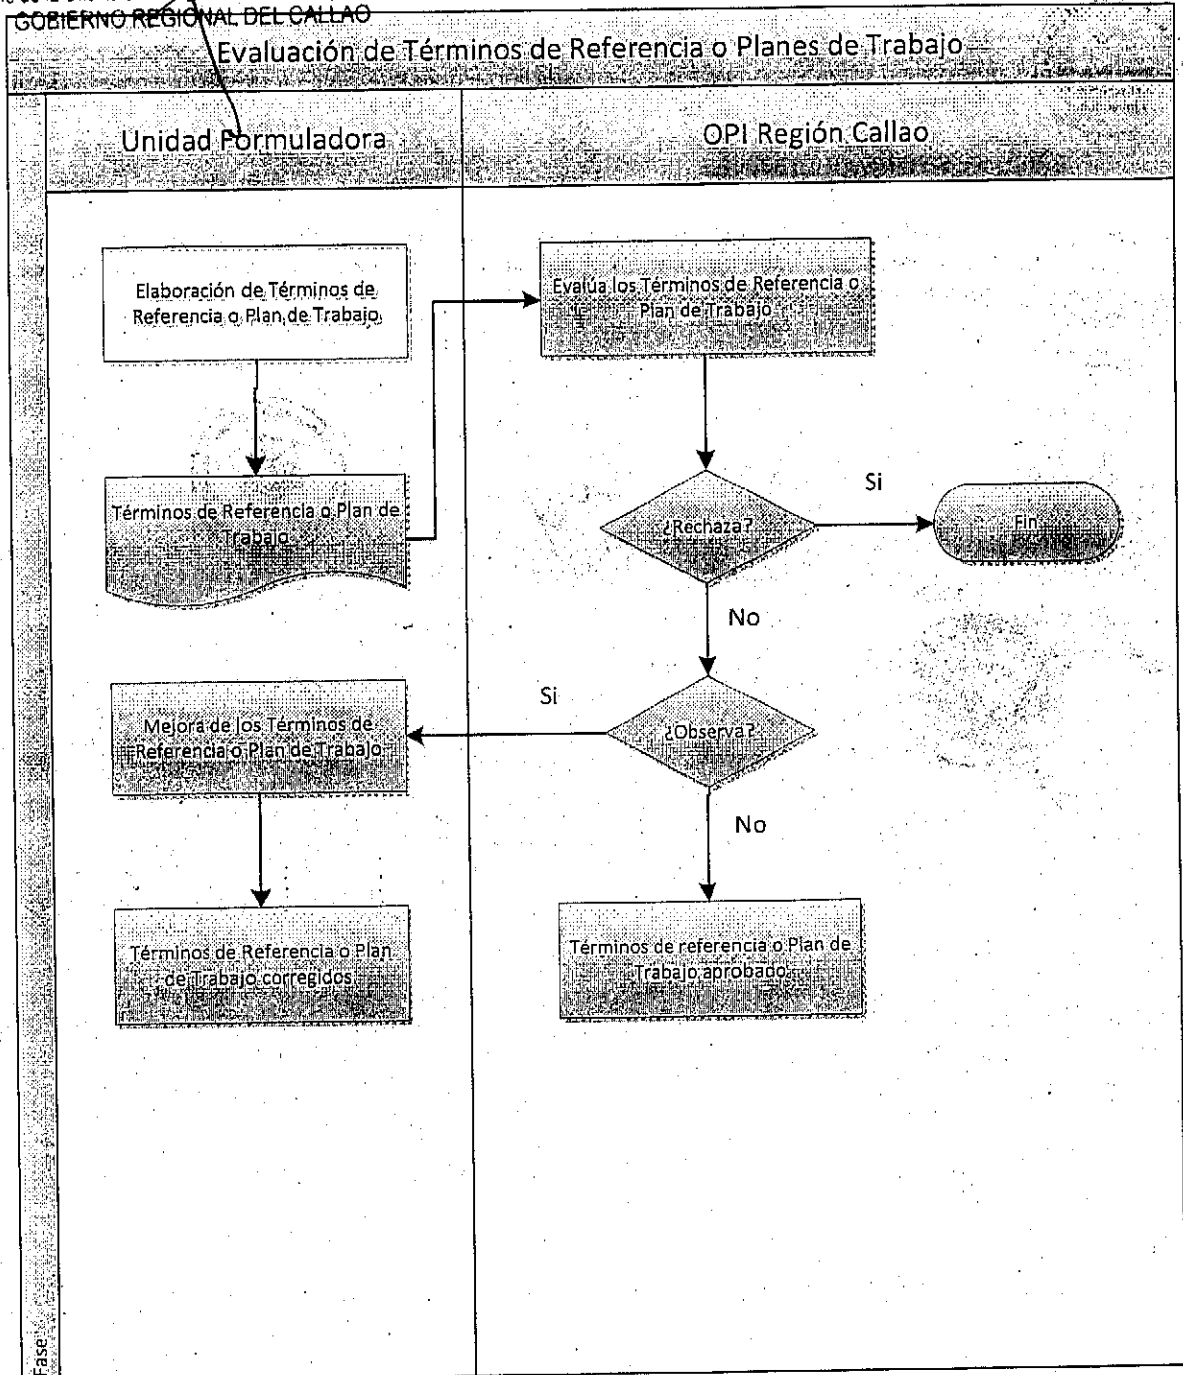 GOBIERNO REGIONAL DEL CALLAO
Evaluación de Términos de Referencia o Planes de Trabajo
Unidad Formuladora
OPI Región Callao
Elaboración de Términos de
Referencia o Plan de Trabajo
Evalúa los Términos de Referencia o
Plan de Trabajo
Términos de Referencia o Plan de
Trabajo
¿Rechaza?
Si
Fin
No
Mejora de los Términos de
Referencia o Plan de Trabajo
Si
¿Observa?
No
Términos de Referencia o Plan
de Trabajo corregidos
Términos de referencia o Plan de
Trabajo aprobado
Fase